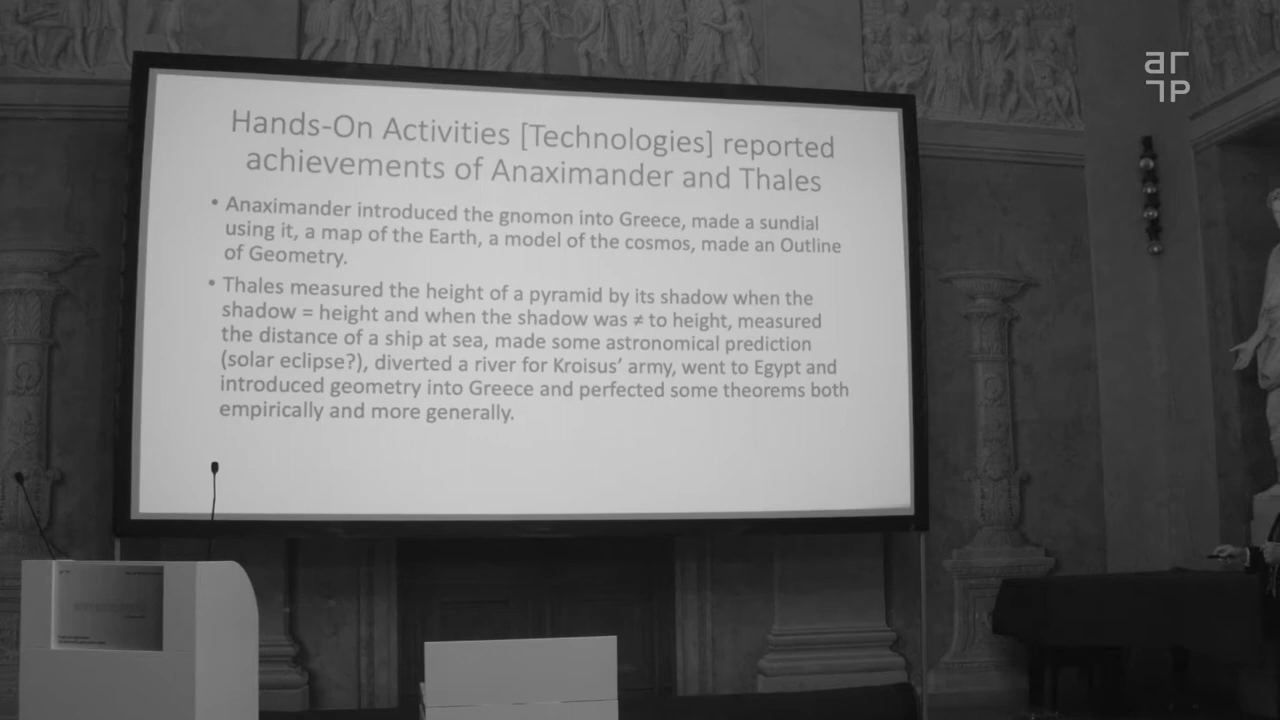 ar
Hands-On Activities [Technologies] reported
achievements of Anaximander and Thales
• Anaximander introduced the gnomon into Greece, made a sundial
using it, a map of the Earth, a model of the cosmos, made an Outline
of Geometry.
• Thales measured the height of a pyramid by its shadow when the
shadow = height and when the shadow was ≠ to height, measured
the distance of a ship at sea, made some astronomical prediction
(solar eclipse?), diverted a river for Kroisus’ army, went to Egypt and
introduced geometry into Greece and perfected some theorems both
empirically and more generally.